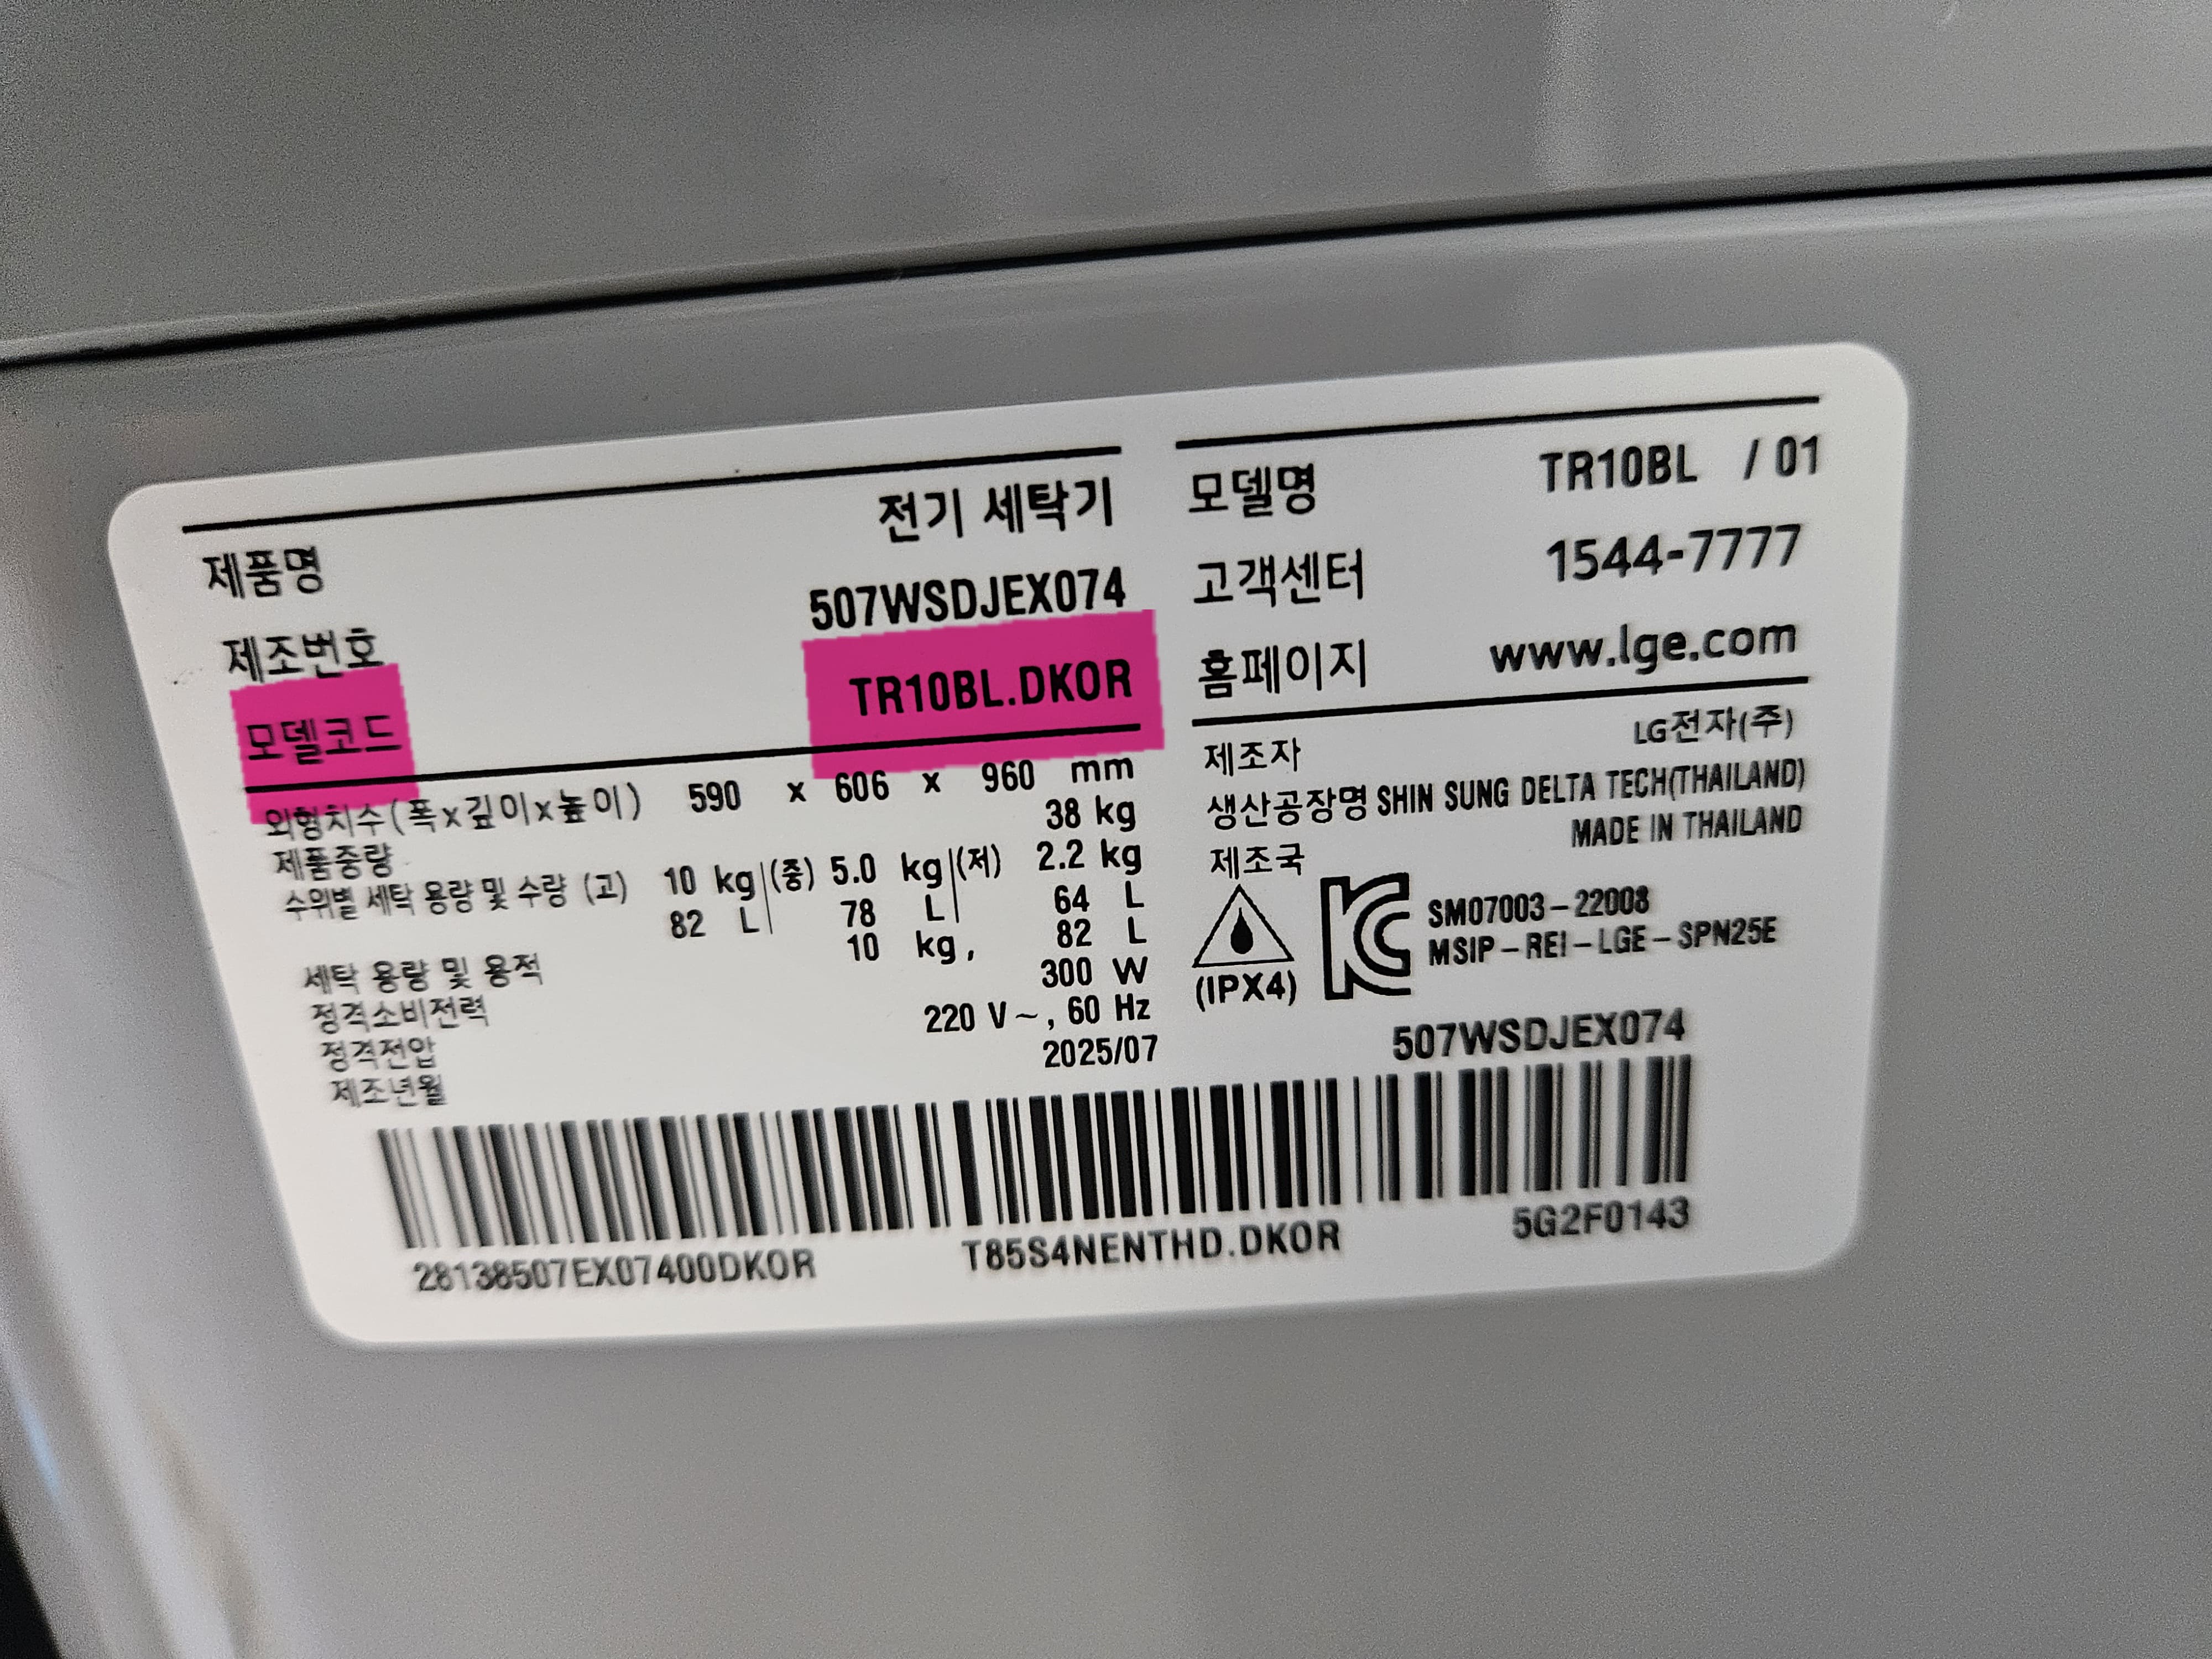 제품명 전기 세탁기
제조번호 507WSDJEX074
모델코드 TR10BL.DKOR
외형치수(폭x깊이x높이) 590 x 606 x 960 mm
제품중량 38 kg
수위별 세탁 용량 및 수량 (고) 10 kg (중) 5.0 kg (저) 2.2 kg
82 L 78 L 64 L
세탁 용량 및 용적 10 kg, 82 L
정격소비전력 300 W
정격전압 220 V~, 60 Hz
제조년월 2025/07
모델명 TR10BL / 01
고객센터 1544-7777
홈페이지 www.lge.com
제조자 LG전자(주)
생산공장명 SHIN SUNG DELTA TECH(THAILAND)
제조국 MADE IN THAILAND
(IPX4)
SM07003-22008
MSIP-REI-LGE-SPN25E
507WSDJEX074
28138507EX07400DKOR T85S4NENTHD.DKOR 5G2F0143